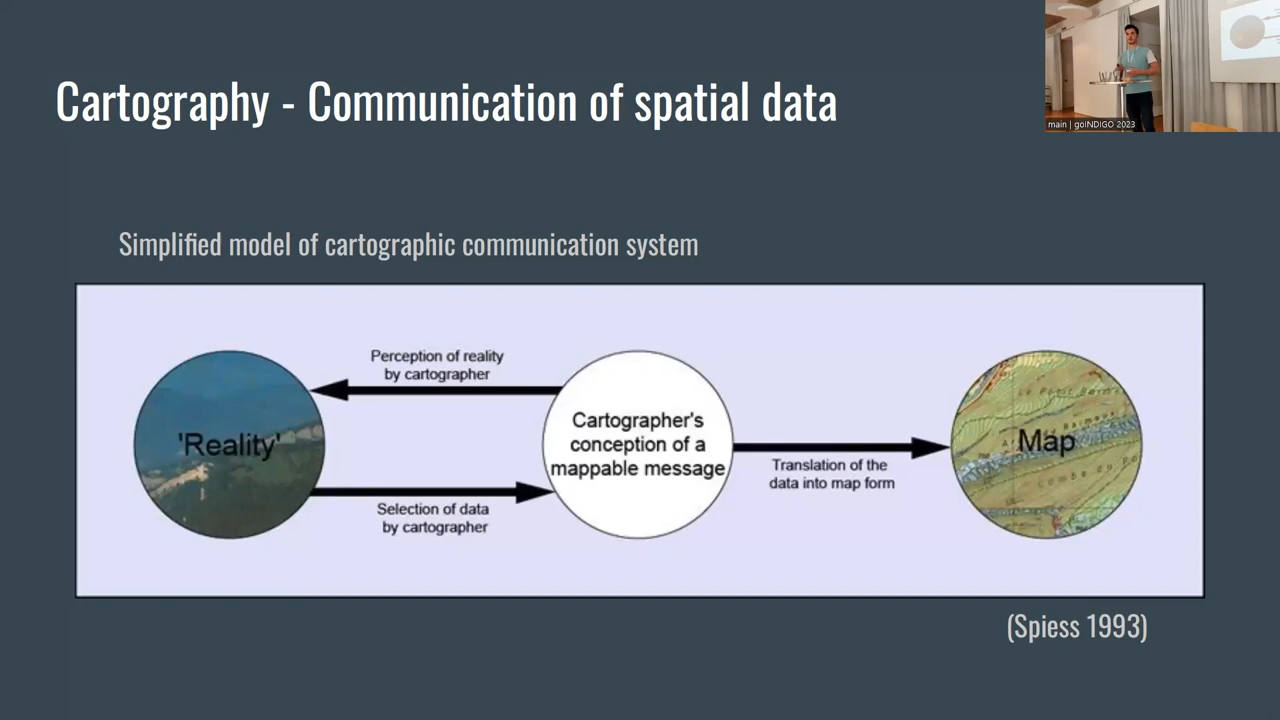 Cartography - Communication of spatial data
main | goINDIGO 2023
Simplified model of cartographic communication system
Perception of reality
by cartographer
'Reality'
Cartographer's
conception of a
mappable message
Map
Translation of the
data into map form
Selection of data
by cartographer
(Spiess 1993)